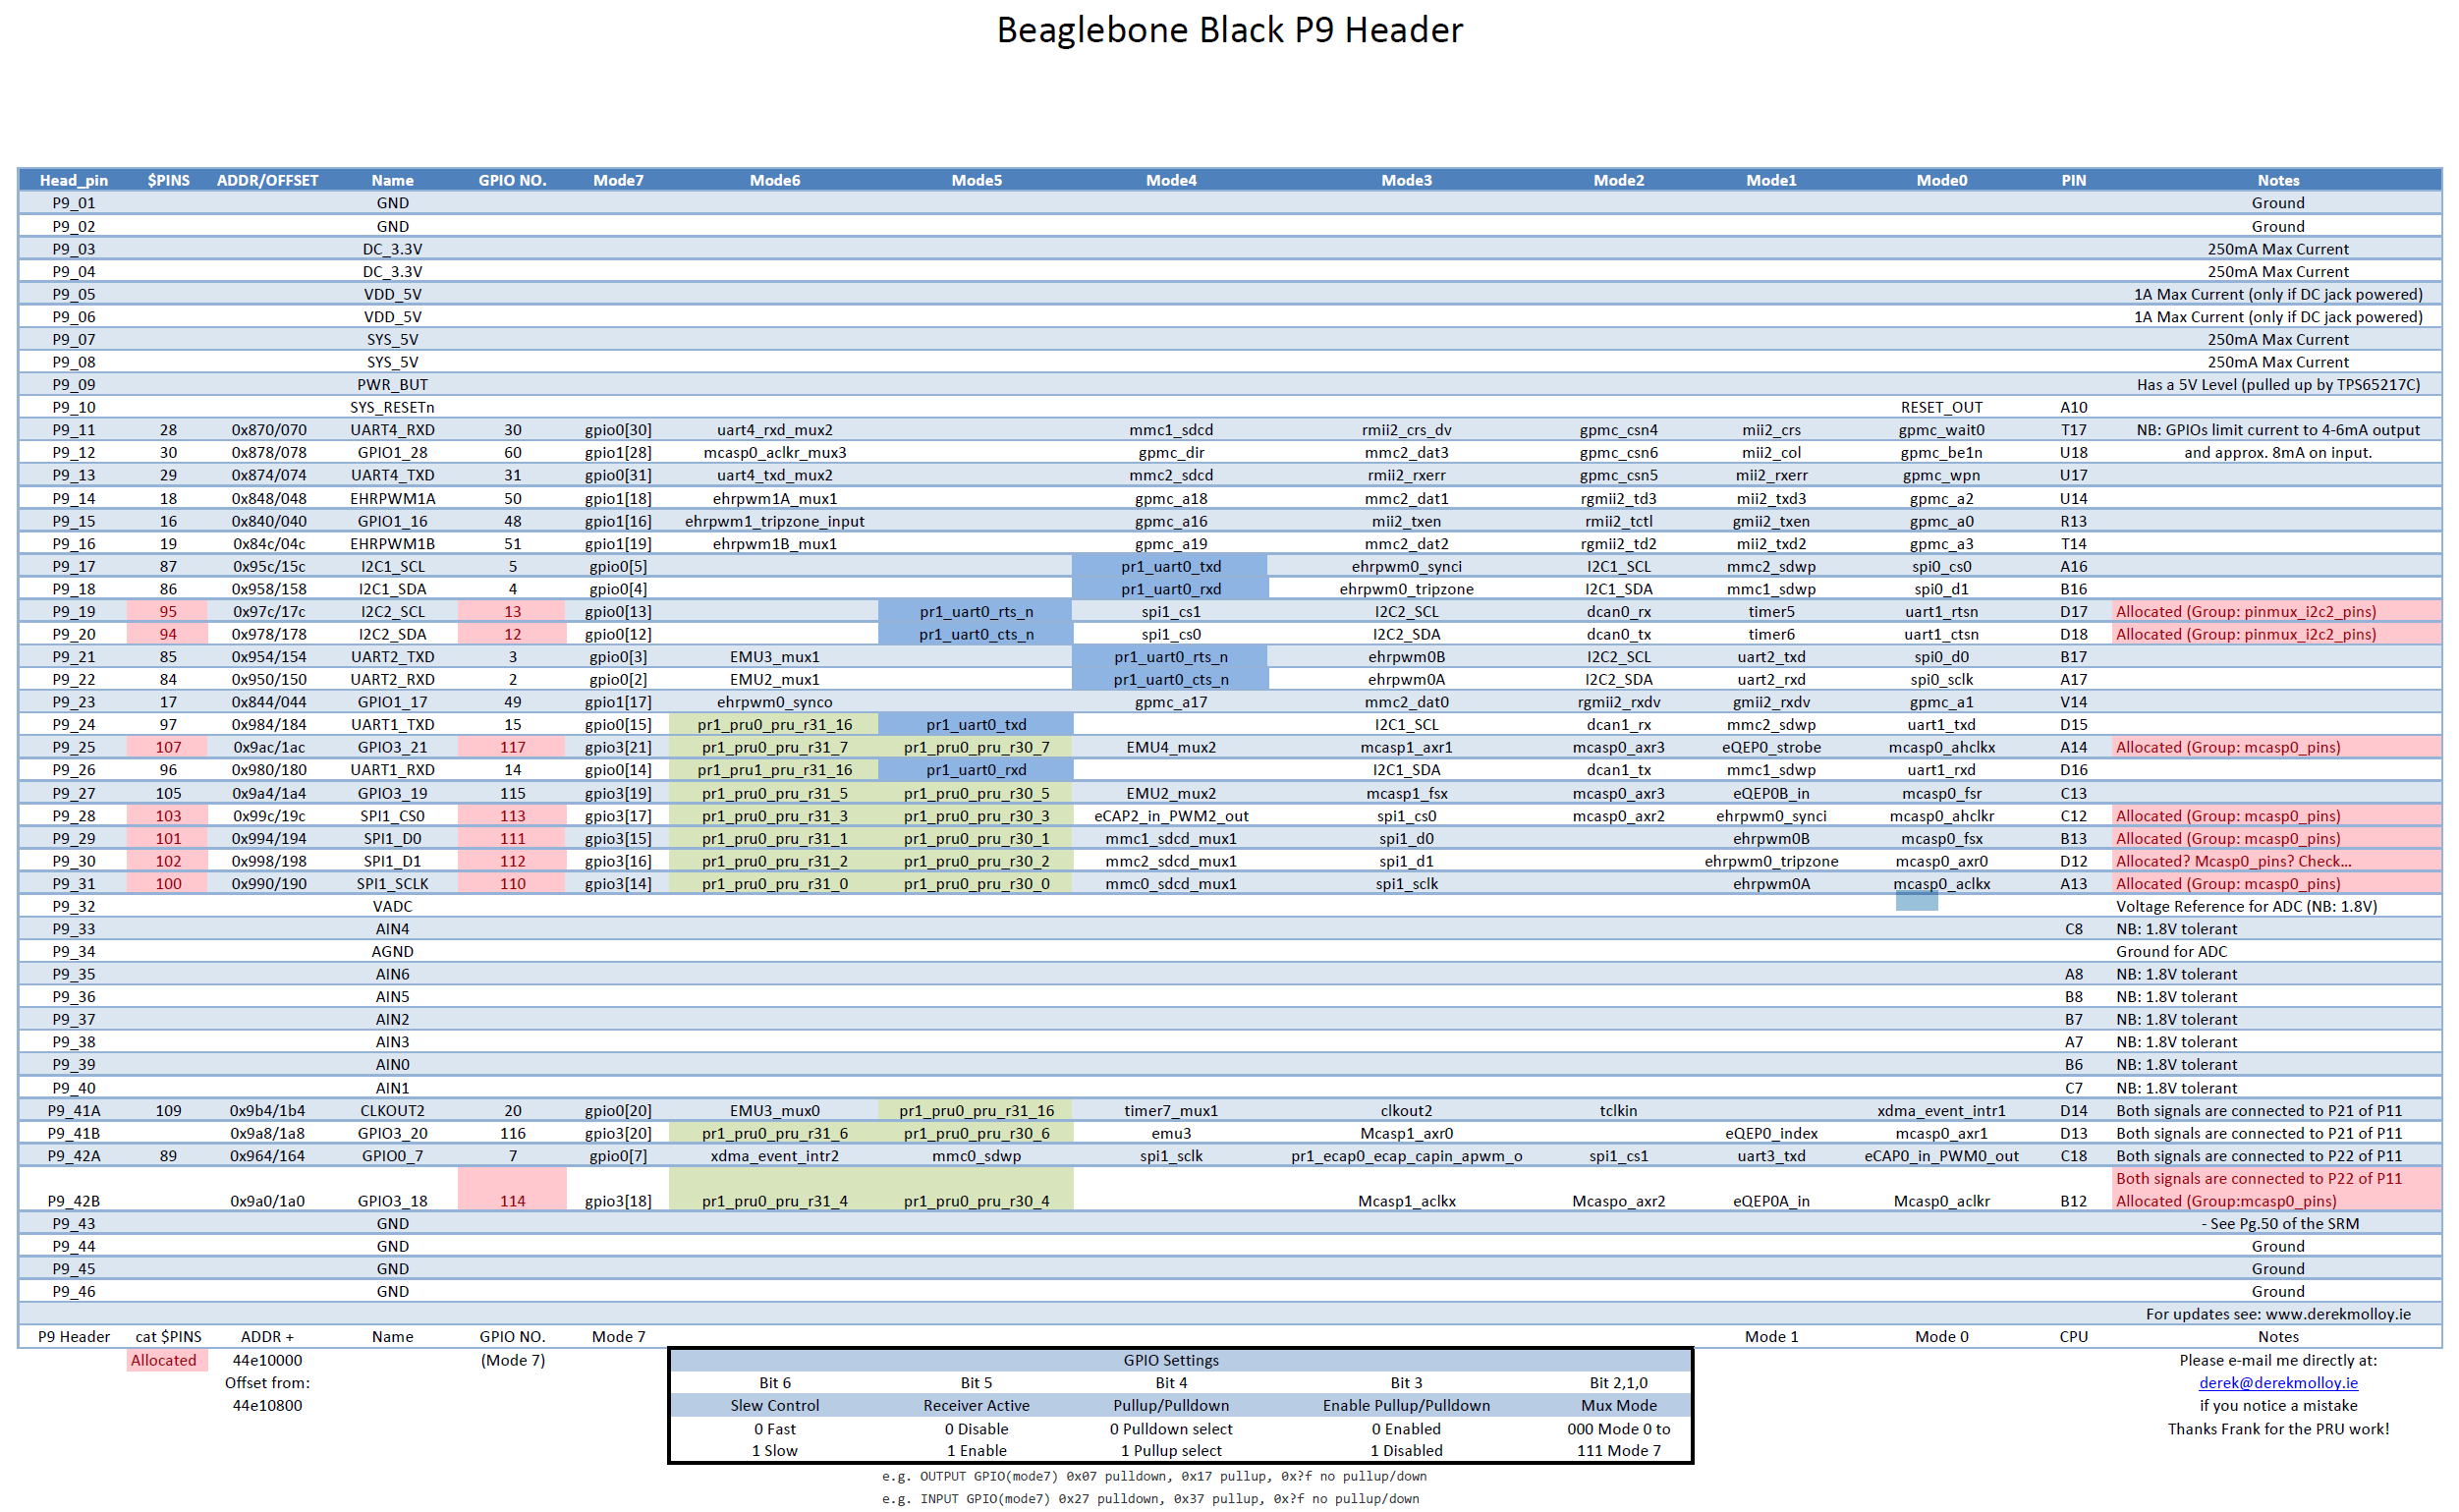 Beaglebone Black P9 Header
Head_pin $PINS ADDR/OFFSET Name GPIO NO. Mode7 Mode6 Mode5 Mode4 Mode3 Mode2 Mode1 Mode0 PIN Notes
P9_01 GND Ground
P9_02 GND Ground
P9_03 DC_3.3V 250mA Max Current
P9_04 DC_3.3V 250mA Max Current
P9_05 VDD_5V 1A Max Current (only if DC jack powered)
P9_06 VDD_5V 1A Max Current (only if DC jack powered)
P9_07 SYS_5V 250mA Max Current
P9_08 SYS_5V 250mA Max Current
P9_09 PWR_BUT Has a 5V Level (pulled up by TPS65217C)
P9_10 SYS_RESETn RESET_OUT A10
P9_11 28 0x870/070 UART4_RXD 30 gpio0[30] uart4_rxd_mux2 mmc1_sdcd rmii2_crs_dv gpmc_csn4 mii2_crs gpmc_wait0 T17 NB: GPIOs limit current to 4-6mA output
P9_12 30 0x878/078 GPIO1_28 60 gpio1[28] mcasp0_aclkr_mux3 gpmc_dir mmc2_dat3 gpmc_csn6 mii2_col gpmc_be1n U18 and approx. 8mA on input.
P9_13 29 0x874/074 UART4_TXD 31 gpio0[31] uart4_txd_mux2 mmc2_sdcd rmii2_rxerr gpmc_csn5 mii2_rxerr gpmc_wpn U17
P9_14 18 0x848/048 EHRPWM1A 50 gpio1[18] ehrpwm1A_mux1 gpmc_a18 mmc2_dat1 rgmii2_td3 mii2_txd3 gpmc_a2 U14
P9_15 16 0x840/040 GPIO1_16 48 gpio1[16] ehrpwm1_tripzone_input gpmc_a16 mii2_txen rmii2_tctl gmii2_txen gpmc_a0 R13
P9_16 19 0x84c/04c EHRPWM1B 51 gpio1[19] ehrpwm1B_mux1 gpmc_a19 mmc2_dat2 rgmii2_td2 mii2_txd2 gpmc_a3 T14
P9_17 87 0x95c/15c I2C1_SCL 5 gpio0[5] pr1_uart0_txd ehrpwm0_synci I2C1_SCL mmc2_sdwp spi0_cs0 A16
P9_18 86 0x958/158 I2C1_SDA 4 gpio0[4] pr1_uart0_rxd ehrpwm0_tripzone I2C1_SDA mmc1_sdwp spi0_d1 B16
P9_19 95 0x97c/17c I2C2_SCL 13 gpio0[13] pr1_uart0_rts_n spi1_cs1 I2C2_SCL dcan0_rx timer5 uart1_rtsn D17 Allocated (Group: pinmux_i2c2_pins)
P9_20 94 0x978/178 I2C2_SDA 12 gpio0[12] pr1_uart0_cts_n spi1_cs0 I2C2_SDA dcan0_tx timer6 uart1_ctsn D18 Allocated (Group: pinmux_i2c2_pins)
P9_21 85 0x954/154 UART2_TXD 3 gpio0[3] EMU3_mux1 pr1_uart0_rts_n ehrpwm0B I2C2_SCL uart2_txd spi0_d0 B17
P9_22 84 0x950/150 UART2_RXD 2 gpio0[2] EMU2_mux1 pr1_uart0_cts_n ehrpwm0A I2C2_SDA uart2_rxd spi0_sclk A17
P9_23 17 0x844/044 GPIO1_17 49 gpio1[17] ehrpwm0_synco gpmc_a17 mmc2_dat0 rgmii2_rxdv gmii2_rxdv gpmc_a1 V14
P9_24 97 0x984/184 UART1_TXD 15 gpio0[15] pr1_pru0_pru_r31_16 pr1_uart0_txd I2C1_SCL dcan1_rx mmc2_sdwp uart1_txd D15
P9_25 107 0x9ac/1ac GPIO3_21 117 gpio3[21] pr1_pru0_pru_r31_7 pr1_pru0_pru_r30_7 EMU4_mux2 mcasp1_axr1 mcasp0_axr3 eQEP0_strobe mcasp0_ahclkx A14 Allocated (Group: mcasp0_pins)
P9_26 96 0x980/180 UART1_RXD 14 gpio0[14] pr1_pru1_pru_r31_16 pr1_uart0_rxd I2C1_SDA dcan1_tx mmc1_sdwp uart1_rxd D16
P9_27 105 0x9a4/1a4 GPIO3_19 115 gpio3[19] pr1_pru0_pru_r31_5 pr1_pru0_pru_r30_5 EMU2_mux2 mcasp1_fsx mcasp0_axr3 eQEP0B_in mcasp0_fsr C13
P9_28 103 0x99c/19c SPI1_CS0 113 gpio3[17] pr1_pru0_pru_r31_3 pr1_pru0_pru_r30_3 eCAP2_in_PWM2_out spi1_cs0 mcasp0_axr2 ehrpwm0_synci mcasp0_ahclkr C12 Allocated (Group: mcasp0_pins)
P9_29 101 0x994/194 SPI1_D0 111 gpio3[15] pr1_pru0_pru_r31_1 pr1_pru0_pru_r30_1 mmc1_sdcd_mux1 spi1_d0 ehrpwm0B mcasp0_fsx B13 Allocated (Group: mcasp0_pins)
P9_30 102 0x998/198 SPI1_D1 112 gpio3[16] pr1_pru0_pru_r31_2 pr1_pru0_pru_r30_2 mmc2_sdcd_mux1 spi1_d1 ehrpwm0_tripzone mcasp0_axr0 D12 Allocated? Mcasp0_pins? Check...
P9_31 100 0x990/190 SPI1_SCLK 110 gpio3[14] pr1_pru0_pru_r31_0 pr1_pru0_pru_r30_0 mmc0_sdcd_mux1 spi1_sclk ehrpwm0A mcasp0_aclkx A13 Allocated (Group: mcasp0_pins)
P9_32 VADC Voltage Reference for ADC (NB: 1.8V)
P9_33 AIN4 C8 NB: 1.8V tolerant
P9_34 AGND Ground for ADC
P9_35 AIN6 A8 NB: 1.8V tolerant
P9_36 AIN5 B8 NB: 1.8V tolerant
P9_37 AIN2 B7 NB: 1.8V tolerant
P9_38 AIN3 A7 NB: 1.8V tolerant
P9_39 AIN0 B6 NB: 1.8V tolerant
P9_40 AIN1 C7 NB: 1.8V tolerant
P9_41A 109 0x9b4/1b4 CLKOUT2 20 gpio0[20] EMU3_mux0 pr1_pru0_pru_r31_16 timer7_mux1 clkout2 tclkin xdma_event_intr1 D14 Both signals are connected to P21 of P11
P9_41B 0x9a8/1a8 GPIO3_20 116 gpio3[20] pr1_pru0_pru_r31_6 pr1_pru0_pru_r30_6 emu3 Mcasp1_axr0 eQEP0_index mcasp0_axr1 D13 Both signals are connected to P21 of P11
P9_42A 89 0x964/164 GPIO0_7 7 gpio0[7] xdma_event_intr2 mmc0_sdwp spi1_sclk pr1_ecap0_ecap_capin_apwm_o spi1_cs1 uart3_txd eCAP0_in_PWM0_out C18 Both signals are connected to P22 of P11
Both signals are connected to P22 of P11
P9_42B 0x9a0/1a0 GPIO3_18 114 gpio3[18] pr1_pru0_pru_r31_4 pr1_pru0_pru_r30_4 Mcasp1_aclkx Mcaspo_axr2 eQEP0A_in Mcasp0_aclkr B12 Allocated (Group:mcasp0_pins)
P9_43 GND - See Pg.50 of the SRM
P9_44 GND Ground
P9_45 GND Ground
P9_46 GND Ground
For updates see: www.derekmolloy.ie
P9 Header cat $PINS ADDR + Name GPIO NO. Mode 7 Mode 1 Mode 0 CPU Notes
Allocated 44e10000 (Mode 7) GPIO Settings Please e-mail me directly at:
Offset from: Bit 6 Bit 5 Bit 4 Bit 3 Bit 2,1,0 derek@derekmolloy.ie
44e10800 Slew Control Receiver Active Pullup/Pulldown Enable Pullup/Pulldown Mux Mode if you notice a mistake
0 Fast 0 Disable 0 Pulldown select 0 Enabled 000 Mode 0 to Thanks Frank for the PRU work!
1 Slow 1 Enable 1 Pullup select 1 Disabled 111 Mode 7
e.g. OUTPUT GPIO(mode7) 0x07 pulldown, 0x17 pullup, 0x?f no pullup/down
e.g. INPUT GPIO(mode7) 0x27 pulldown, 0x37 pullup, 0x?f no pullup/down